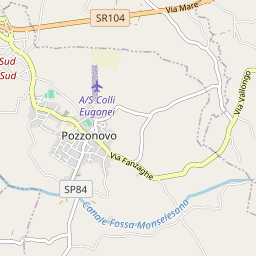 Via Mare
SR104
Sud
Sud
A/S Colli
Euganei
Via Vallongo
Pozzonovo
Via Fanzaghe
SP84
Canale Fossa Monselesana